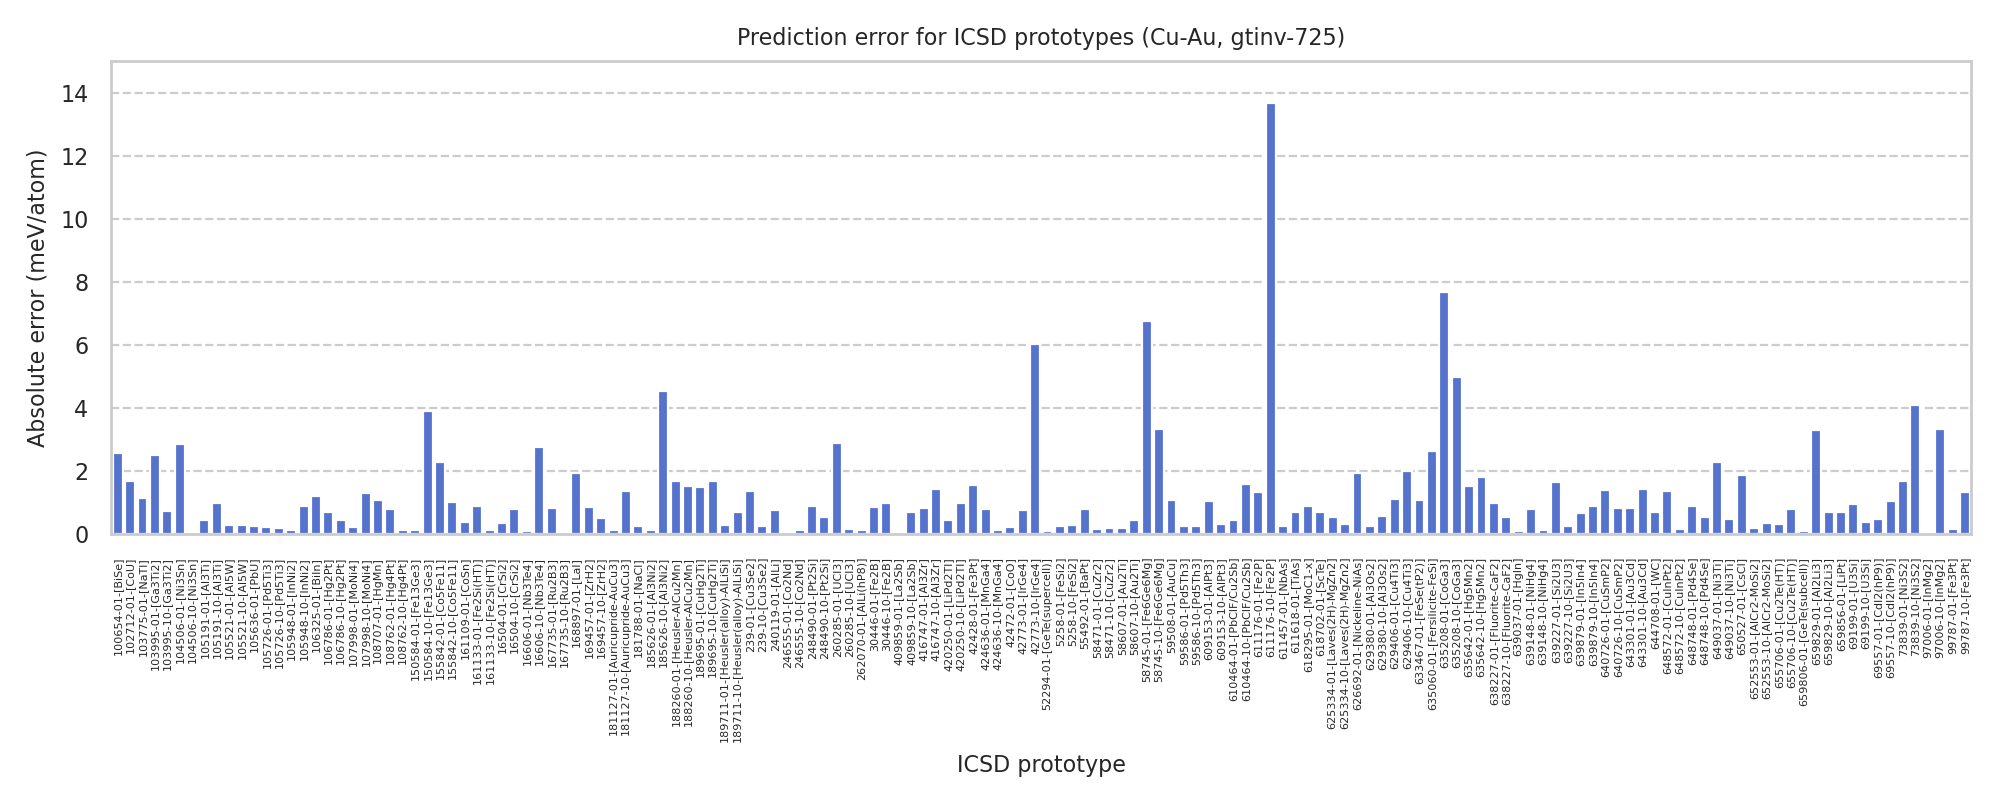 Prediction error for ICSD prototypes (Cu-Au, gtinv-725)
Absolute error (meV/atom)
14
12
10
8
6
4
2
0
100654-01-[BiSe]
102712-01-[CoU]
103775-01-[NaTl]
103995-01-[Ga3Ti2]
103995-10-[Ga3Ti2]
104506-01-[Ni3Sn]
104506-10-[Ni3Sn]
105191-01-[Al3Ti]
105191-10-[Al3Ti]
105521-01-[Al5W]
105521-10-[Al5W]
105636-01-[PbU]
105726-01-[Pd5Ti3]
105726-10-[Pd5Ti3]
105948-01-[InNi2]
105948-10-[InNi2]
106325-01-[BiIn]
106786-01-[Hg2Pt]
106786-10-[Hg2Pt]
107998-01-[MoNi4]
107998-10-[MoNi4]
108707-01-[HgMn]
108762-01-[Hg4Pt]
108762-10-[Hg4Pt]
150584-01-[Fe13Ge3]
150584-10-[Fe13Ge3]
155842-01-[Co5Fe11]
155842-10-[Co5Fe11]
161109-01-[CoSn]
161133-01-[Fe2Si(HT)]
161133-10-[Fe2Si(HT)]
16504-01-[CrSi2]
16504-10-[CrSi2]
16606-01-[Nb3Te4]
16606-10-[Nb3Te4]
167735-01-[Ru2B3]
167735-10-[Ru2B3]
168897-01-[LaI]
169457-01-[ZrH2]
169457-10-[ZrH2]
181127-01-[Auricupride-AuCu3]
181127-10-[Auricupride-AuCu3]
181788-01-[NaCl]
185626-01-[Al3Ni2]
185626-10-[Al3Ni2]
188260-01-[Heusler-AlCu2Mn]
188260-10-[Heusler-AlCu2Mn]
189695-01-[CuHg2Ti]
189695-10-[CuHg2Ti]
189711-01-[Heusler(alloy)-AlLiSi]
189711-10-[Heusler(alloy)-AlLiSi]
239-01-[Cu3Se2]
239-10-[Cu3Se2]
240119-01-[AlLi]
246555-01-[Co2Nd]
246555-10-[Co2Nd]
248490-01-[Pt2Si]
248490-10-[Pt2Si]
260285-01-[UCl3]
260285-10-[UCl3]
262070-01-[AlLi(hP8)]
30446-01-[Fe2B]
30446-10-[Fe2B]
409859-01-[La2Sb]
409859-10-[La2Sb]
416747-01-[Al3Zr]
416747-10-[Al3Zr]
420250-01-[LiPd2Tl]
420250-10-[LiPd2Tl]
42428-01-[Fe3Pt]
424636-01-[MnGa4]
424636-10-[MnGa4]
42472-01-[CoO]
42773-01-[IrGe4]
42773-10-[IrGe4]
52294-01-[GeTe(supercell)]
5258-01-[FeSi2]
5258-10-[FeSi2]
55492-01-[BaPt]
58471-01-[CuZr2]
58471-10-[CuZr2]
58607-01-[Au2Ti]
58607-10-[Au2Ti]
58745-01-[Fe6Ge6Mg]
58745-10-[Fe6Ge6Mg]
59508-01-[AuCu]
59586-01-[Pd5Th3]
59586-10-[Pd5Th3]
609153-01-[AlPt3]
609153-10-[AlPt3]
610464-01-[PbClF/Cu2Sb]
610464-10-[PbClF/Cu2Sb]
611176-01-[Fe2P]
611176-10-[Fe2P]
611457-01-[NbAs]
611618-01-[TiAs]
618295-01-[MoC1-x]
618702-01-[ScTe]
625334-01-[Laves(2H)-MgZn2]
625334-10-[Laves(2H)-MgZn2]
626692-01-[Nickeline-NiAs]
629380-01-[Al3Os2]
629380-10-[Al3Os2]
629406-01-[Cu4Ti3]
629406-10-[Cu4Ti3]
633467-01-[FeSe(tP2)]
635060-01-[Fersilicite-FeSi]
635208-01-[CoGa3]
635208-10-[CoGa3]
635642-01-[Hg5Mn2]
635642-10-[Hg5Mn2]
638227-01-[Fluorite-CaF2]
638227-10-[Fluorite-CaF2]
639037-01-[HgIn]
639148-01-[NiHg4]
639148-10-[NiHg4]
639227-01-[Si2U3]
639227-10-[Si2U3]
639879-01-[In5In4]
639879-10-[In5In4]
640726-01-[CuSmP2]
640726-10-[CuSmP2]
643301-01-[Au3Cd]
643301-10-[Au3Cd]
644708-01-[WC]
648572-01-[CuInPt2]
648572-10-[CuInPt2]
648748-01-[Pd4Se]
648748-10-[Pd4Se]
649037-01-[Ni3Ti]
649037-10-[Ni3Ti]
650527-01-[CsCl]
652553-01-[AlCr2-MoSi2]
652553-10-[AlCr2-MoSi2]
655706-01-[Cu2Te(HT)]
655706-10-[Cu2Te(HT)]
659806-01-[GeTe(subcell)]
659829-01-[Al2Li3]
659829-10-[Al2Li3]
659856-01-[LiPt]
69199-01-[U3Si]
69199-10-[U3Si]
69557-01-[CdI2(hP9)]
69557-10-[CdI2(hP9)]
73839-01-[Ni3S2]
73839-10-[Ni3S2]
97006-01-[InMg2]
97006-10-[InMg2]
99787-01-[Fe3Pt]
99787-10-[Fe3Pt]
ICSD prototype